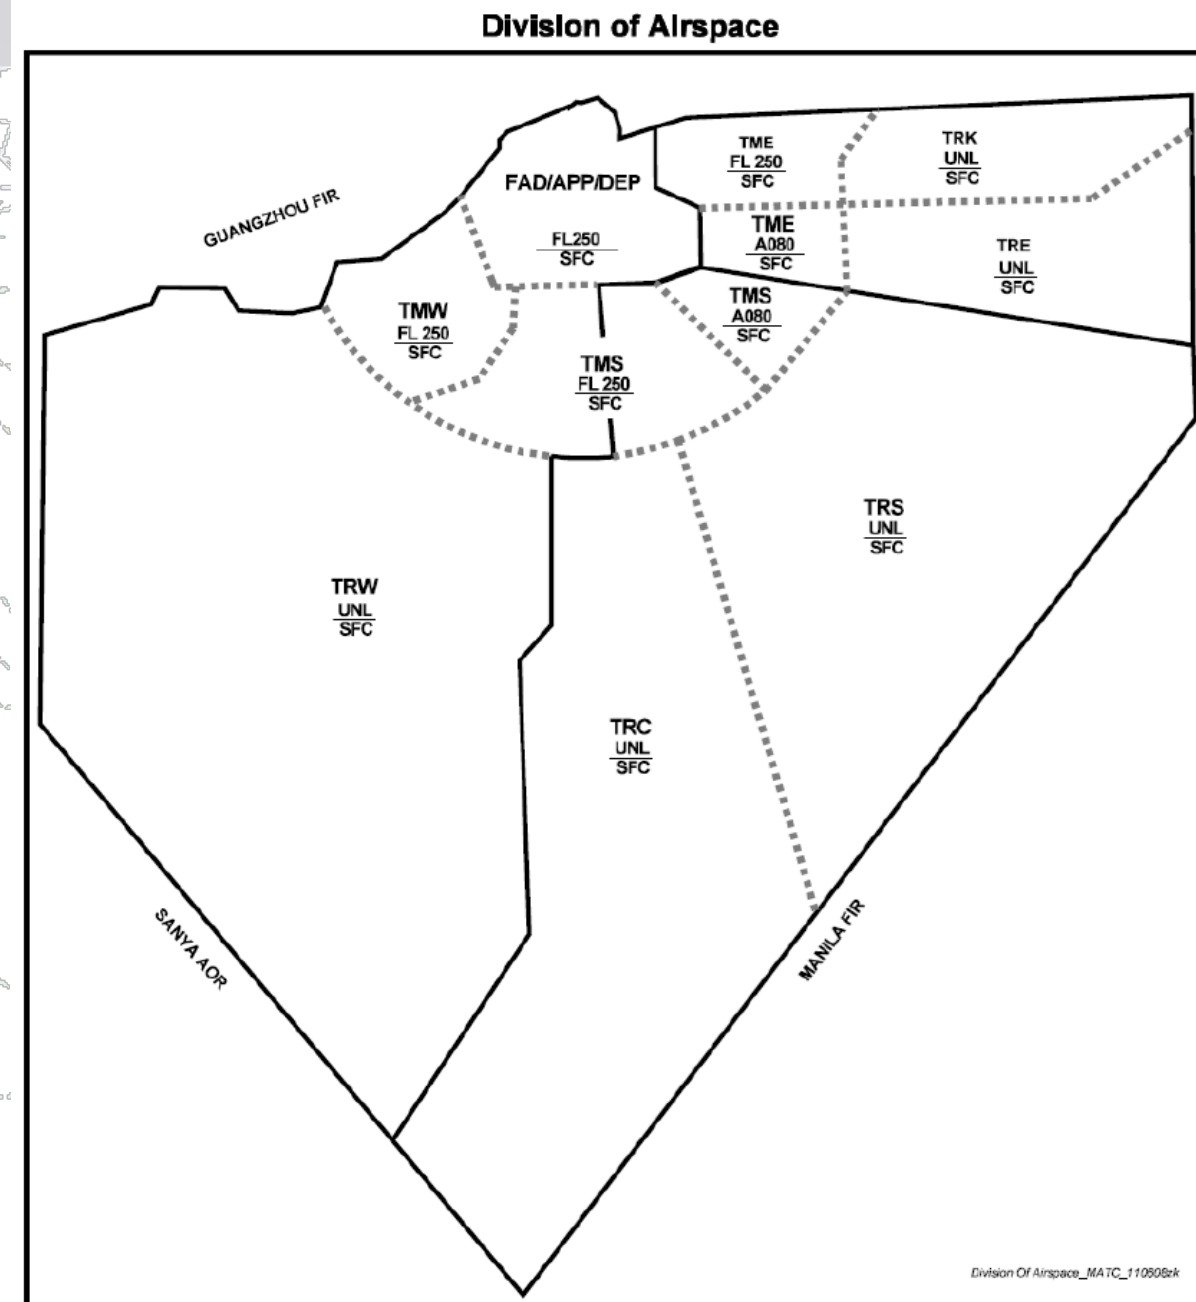 Division of Airspace
GUANGZHOU FIR
FAD/APP/DEP
FL250
SFC
TME
FL 250
SFC
TRK
UNL
SFC
TME
A080
SFC
TRE
UNL
SFC
TMW
FL 250
SFC
TMS
A080
SFC
TMS
FL 250
SFC
TRS
UNL
SFC
TRW
UNL
SFC
TRC
UNL
SFC
SANYA AOR
MANILA FIR
Division Of Airspace_MATC_110608zk